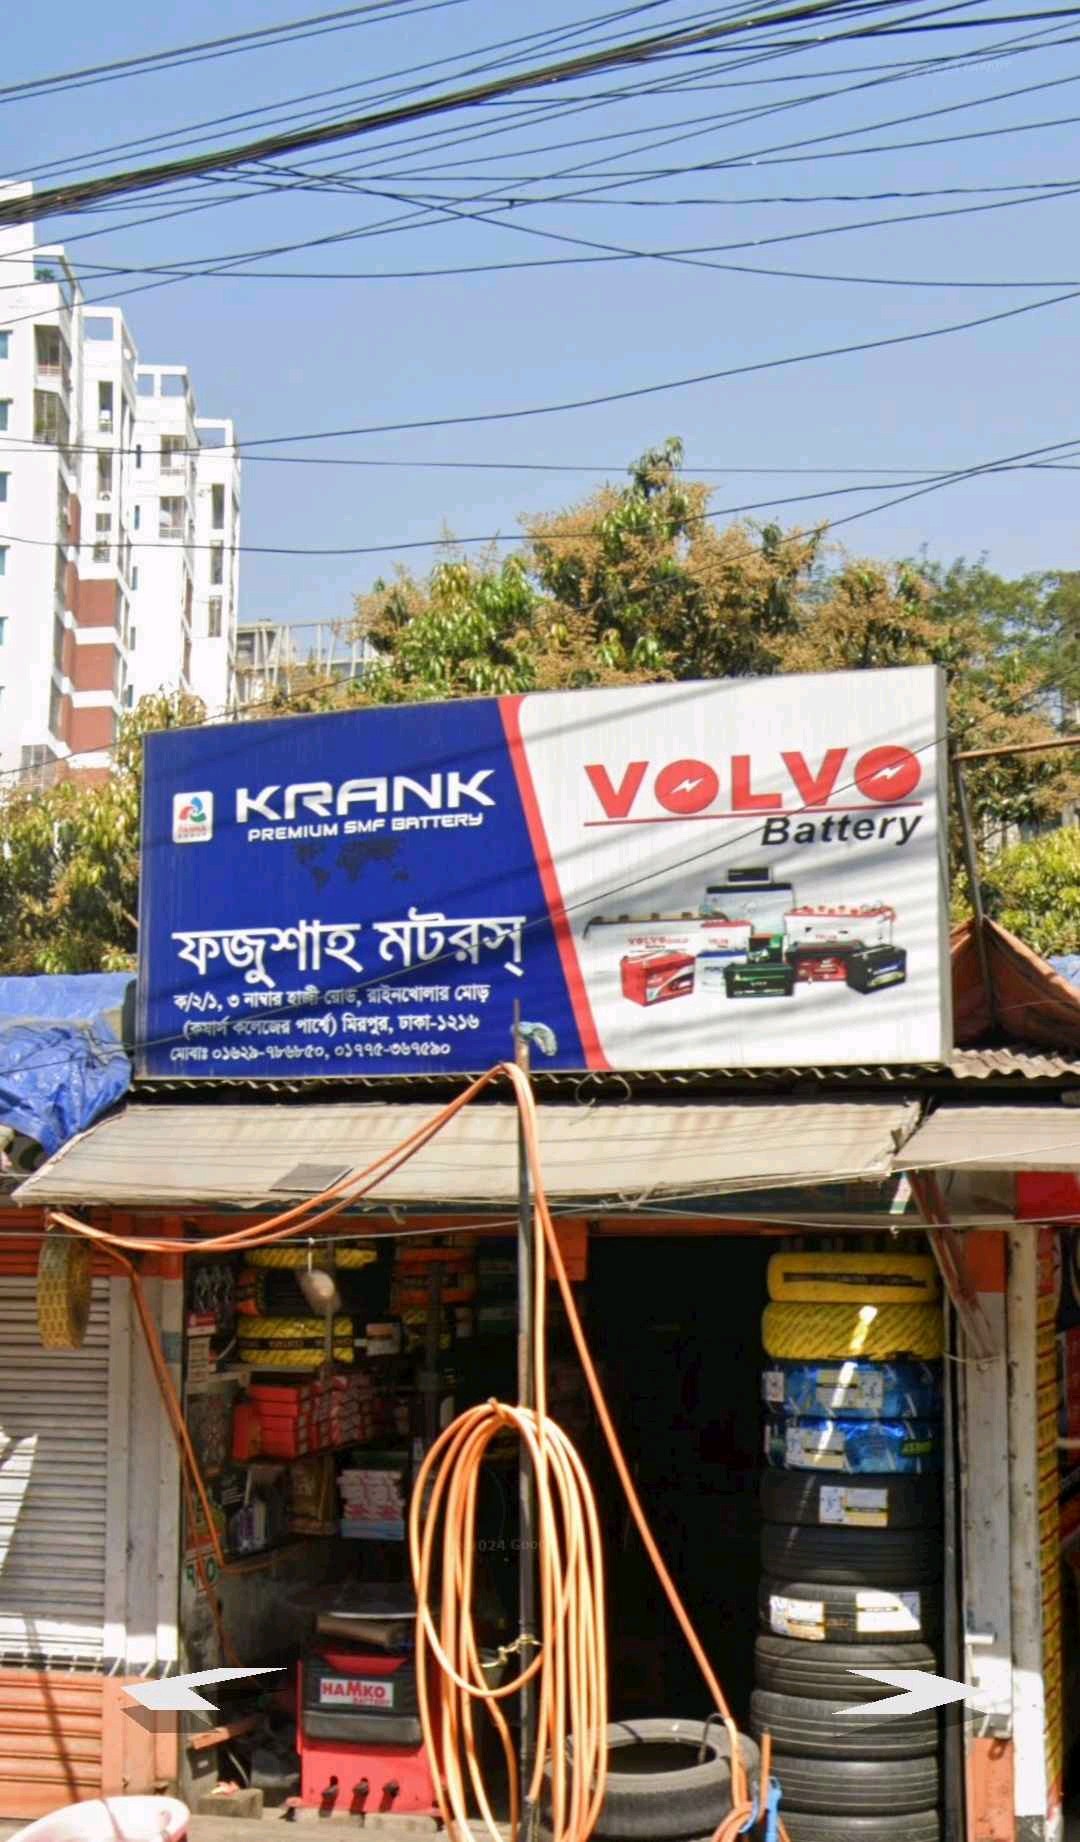 KRANK
PREMIUM SMF BATTERY
VOLVO
Battery
ফজুশাহ মটরস্
ক/২/১, ৩ নাম্বার হাজী রোড, রাইনখোলার মোড়
(কমার্স কলেজের পার্শ্বে) মিরপুর, ঢাকা-১২১৬
মোবাঃ ০১৬২৯-৭৮৬৮৫০, ০১৭৭৫-৩৬৭৫৯০
HAMKO
BATTERY